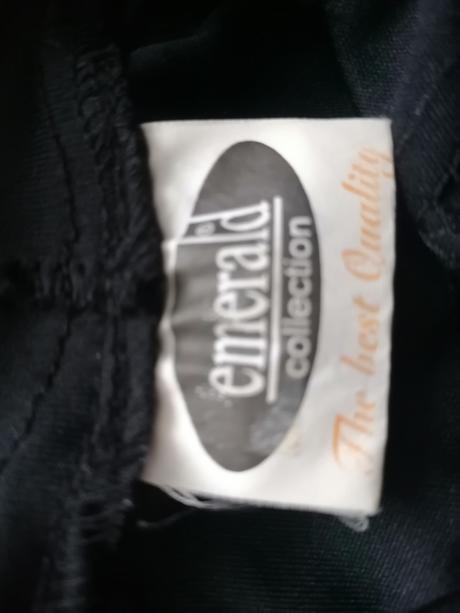 emerald®
collection
The best Quality